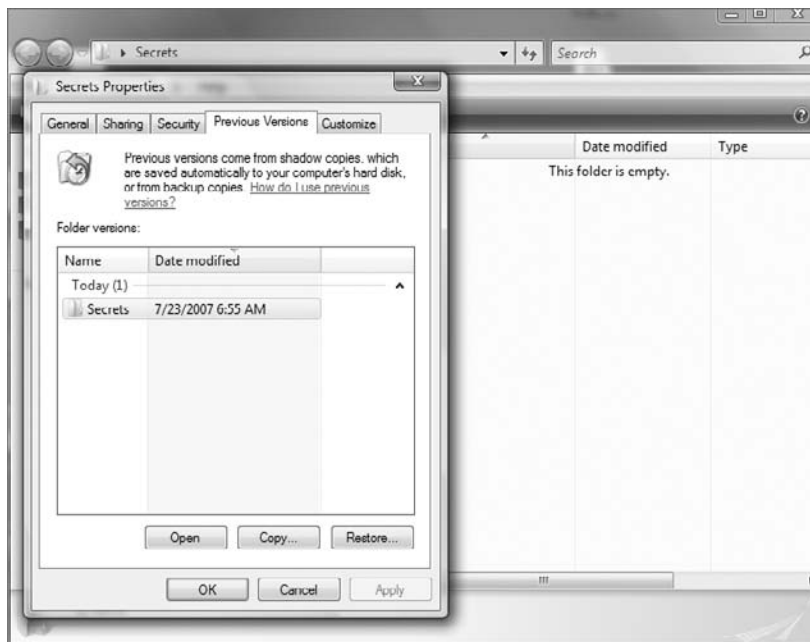 Secrets
Search
Secrets Properties
General
Sharing
Security
Previous Versions
Customize
Date modified
Type
This folder is empty.
Previous versions come from shadow copies, which
are saved automatically to your computer's hard disk,
or from backup copies. How do I use previous
versions?
Folder versions:
Name
Date modified
Today (1)
Secrets
7/23/2007 6:55 AM
Open
Copy...
Restore...
OK
Cancel
Apply